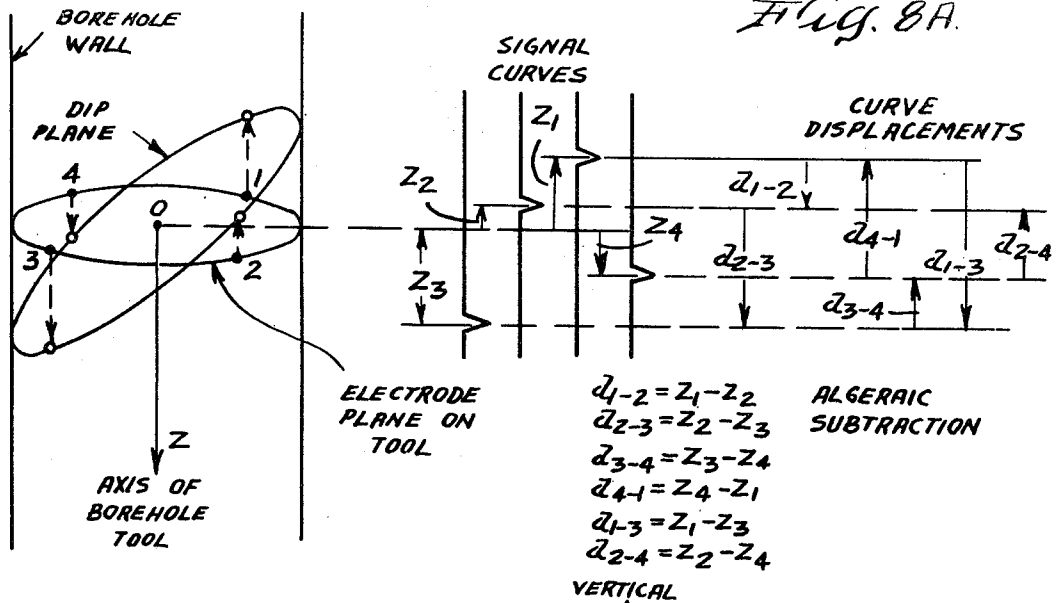 Fig. 8A.
BOREHOLE
WALL
SIGNAL
CURVES
DIP
PLANE
CURVE
DISPLACEMENTS
4
1
O
3
2
Z
Z1
Z2
Z3
Z4
d1-2
d2-3
d4-1
d3-4
d1-3
d2-4
ELECTRODE
PLANE ON
TOOL
AXIS OF
BOREHOLE
TOOL
d1-2 = Z1-Z2
d2-3 = Z2-Z3
d3-4 = Z3-Z4
d4-1 = Z4-Z1
d1-3 = Z1-Z3
d2-4 = Z2-Z4
ALGERAIC
SUBTRACTION
VERTICAL